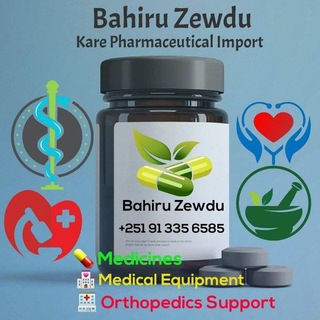 Bahiru Zewdu
Kare Pharmaceutical Import
Bahiru Zewdu
+251 91 335 6585
Medicines
Medical Equipment
Orthopedics Support